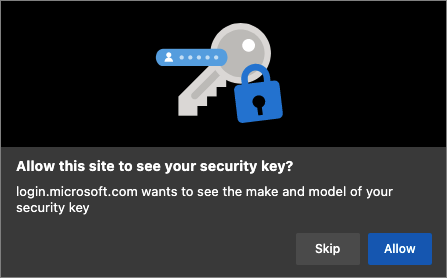 Allow this site to see your security key?
login.microsoft.com wants to see the make and model of your
security key
Skip
Allow